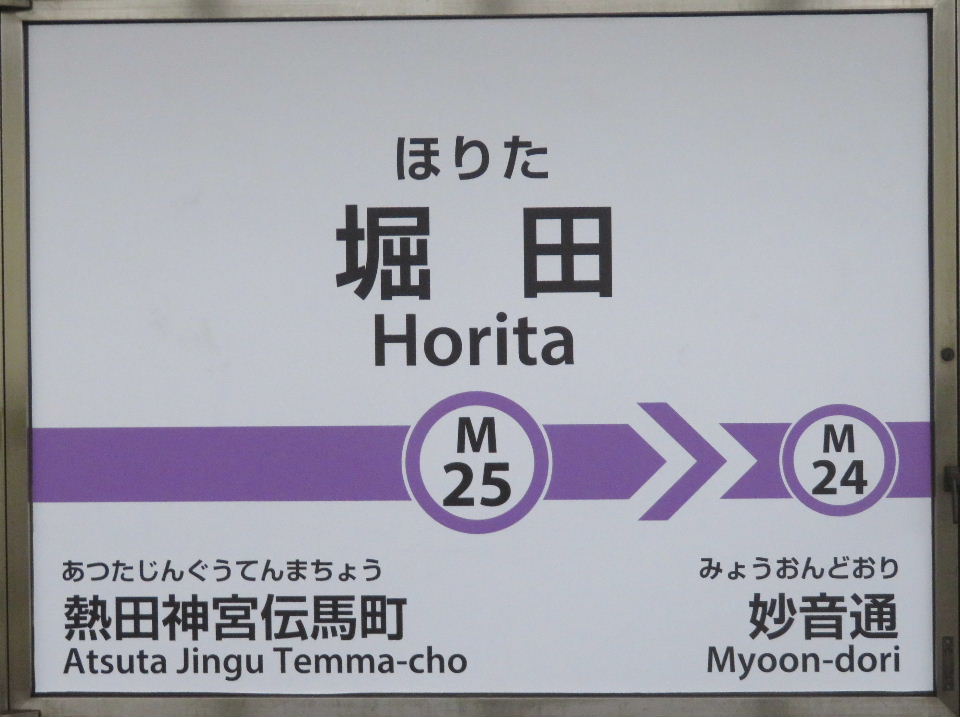 ほりた
堀田
Horita
M
25
M
24
あつたじんぐうてんまちょう
熱田神宮伝馬町
Atsuta Jingu Temma-cho
みょうおんどおり
妙音通
Myoon-dori